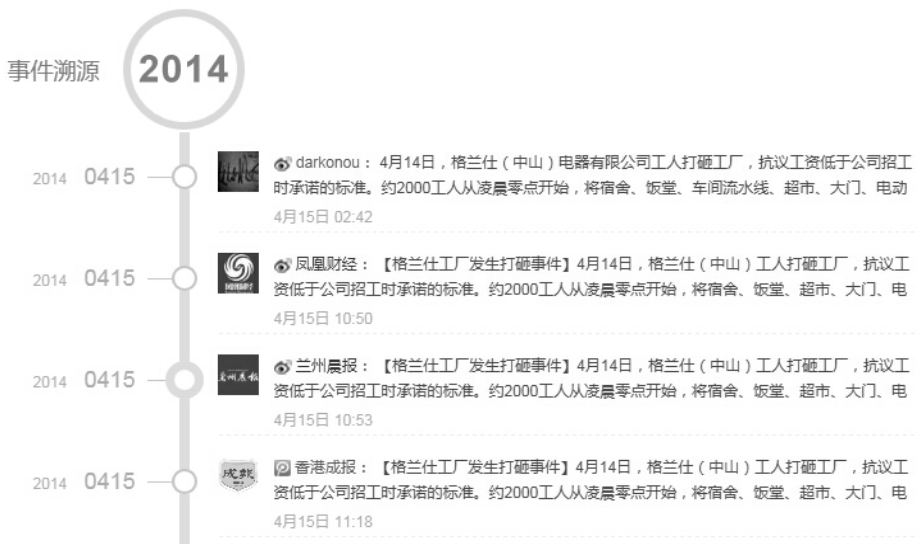 事件溯源
2014
2014 0415
darkonou： 4月14日，格兰仕（中山）电器有限公司工人打砸工厂，抗议工资低于公司招工
时承诺的标准。约2000工人从凌晨零点开始，将宿舍、饭堂、车间流水线、超市、大门、电动
4月15日 02:42
2014 0415
凤凰财经： 【格兰仕工厂发生打砸事件】4月14日，格兰仕（中山）工人打砸工厂，抗议工
资低于公司招工时承诺的标准。约2000工人从凌晨零点开始，将宿舍、饭堂、超市、大门、电
4月15日 10:50
2014 0415
兰州晨报
兰州晨报： 【格兰仕工厂发生打砸事件】4月14日，格兰仕（中山）工人打砸工厂，抗议工
资低于公司招工时承诺的标准。约2000工人从凌晨零点开始，将宿舍、饭堂、超市、大门、电
4月15日 10:53
2014 0415
成报
香港成报： 【格兰仕工厂发生打砸事件】4月14日，格兰仕（中山）工人打砸工厂，抗议工
资低于公司招工时承诺的标准。约2000工人从凌晨零点开始，将宿舍、饭堂、超市、大门、电
4月15日 11:18